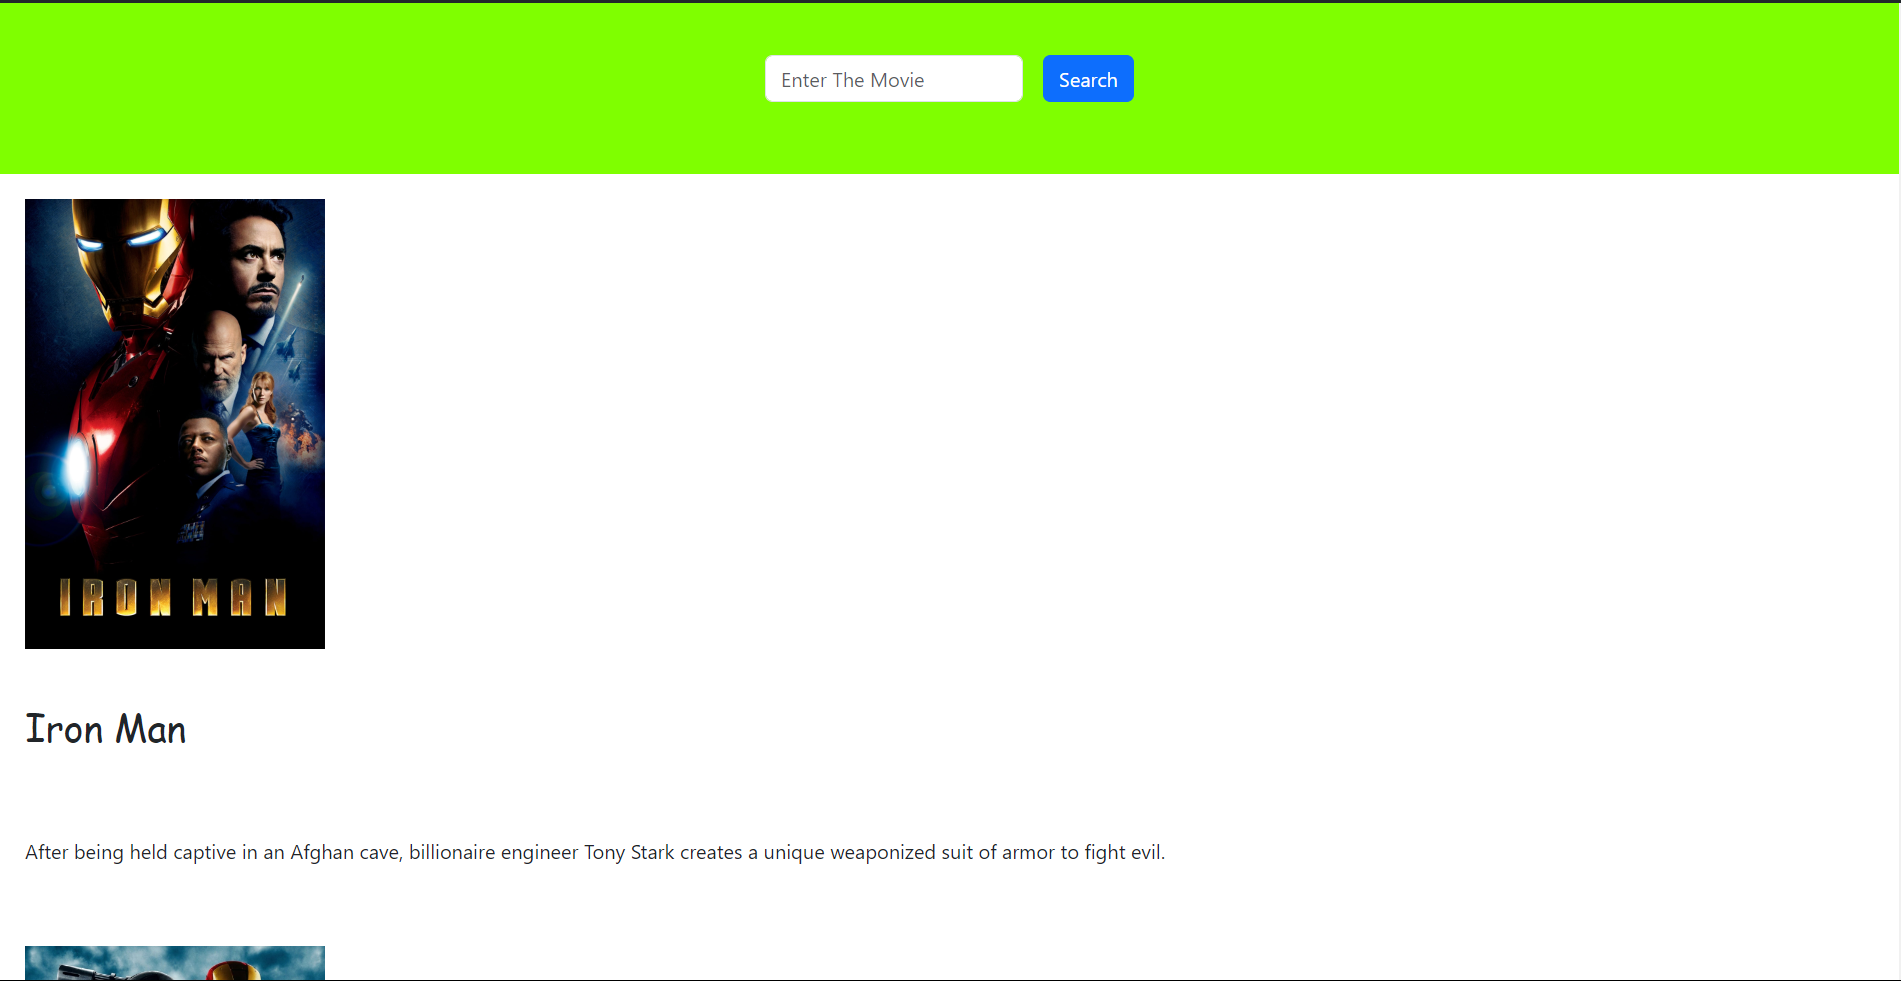 Enter The Movie
Search
IRON MAN
Iron Man
After being held captive in an Afghan cave, billionaire engineer Tony Stark creates a unique weaponized suit of armor to fight evil.